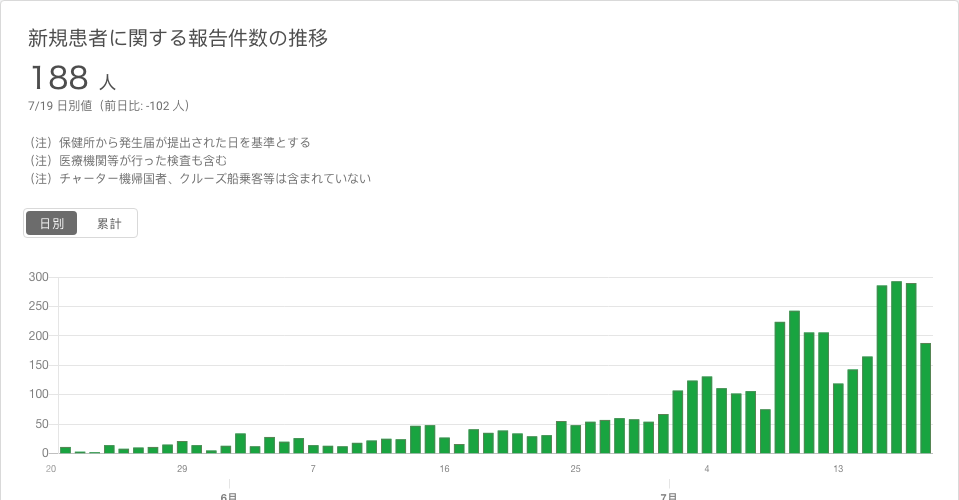 新規患者に関する報告件数の推移
188 人
7/19 日別値（前日比: -102 人）
（注）保健所から発生届が提出された日を基準とする
（注）医療機関等が行った検査も含む
（注）チャーター機帰国者、クルーズ船乗客等は含まれていない
日別 累計
300
250
200
150
100
50
0
20 29 7 16 25 4 13
6月 7月